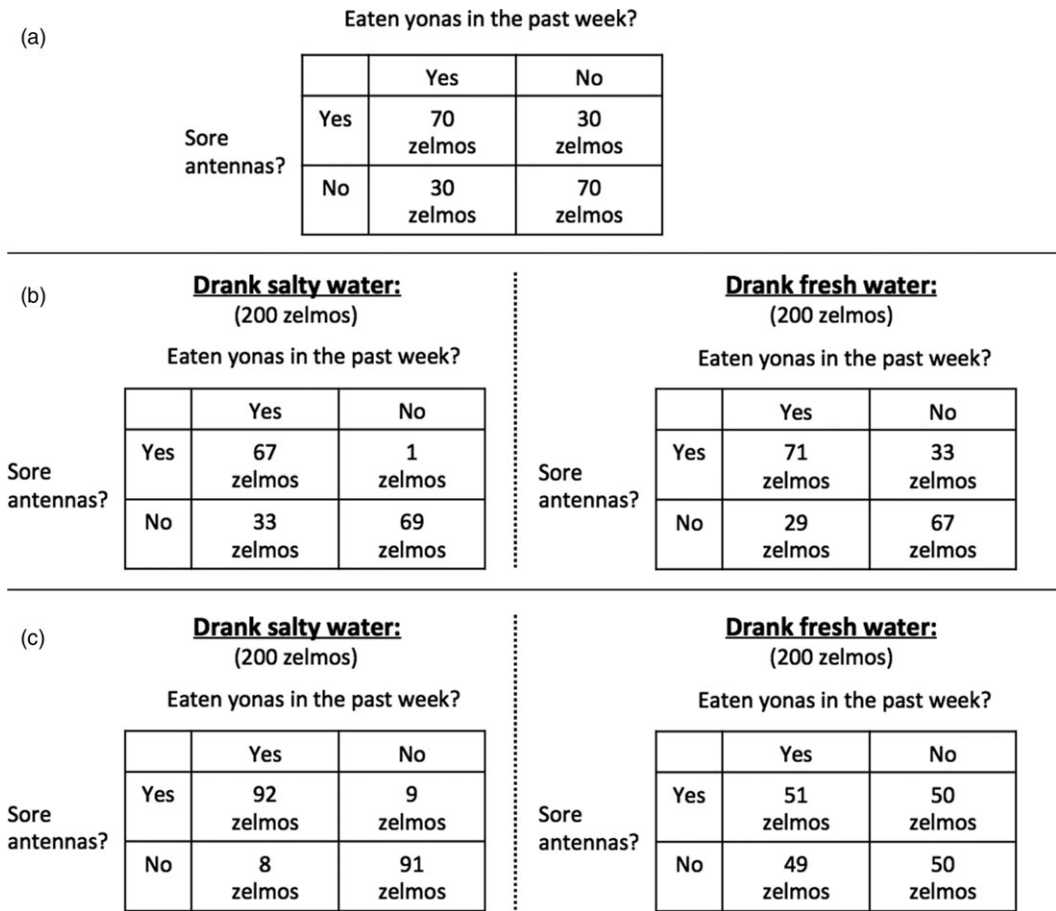 (a)
Eaten yonas in the past week?
Yes No
Sore
antennas?
Yes 70 30
zelmos zelmos
No 30 70
zelmos zelmos
(b)
Drank salty water:
(200 zelmos)
Eaten yonas in the past week?
Yes No
Sore
antennas?
Yes 67 1
zelmos zelmos
No 33 69
zelmos zelmos
Drank fresh water:
(200 zelmos)
Eaten yonas in the past week?
Yes No
Sore
antennas?
Yes 71 33
zelmos zelmos
No 29 67
zelmos zelmos
(c)
Drank salty water:
(200 zelmos)
Eaten yonas in the past week?
Yes No
Sore
antennas?
Yes 92 9
zelmos zelmos
No 8 91
zelmos zelmos
Drank fresh water:
(200 zelmos)
Eaten yonas in the past week?
Yes No
Sore
antennas?
Yes 51 50
zelmos zelmos
No 49 50
zelmos zelmos